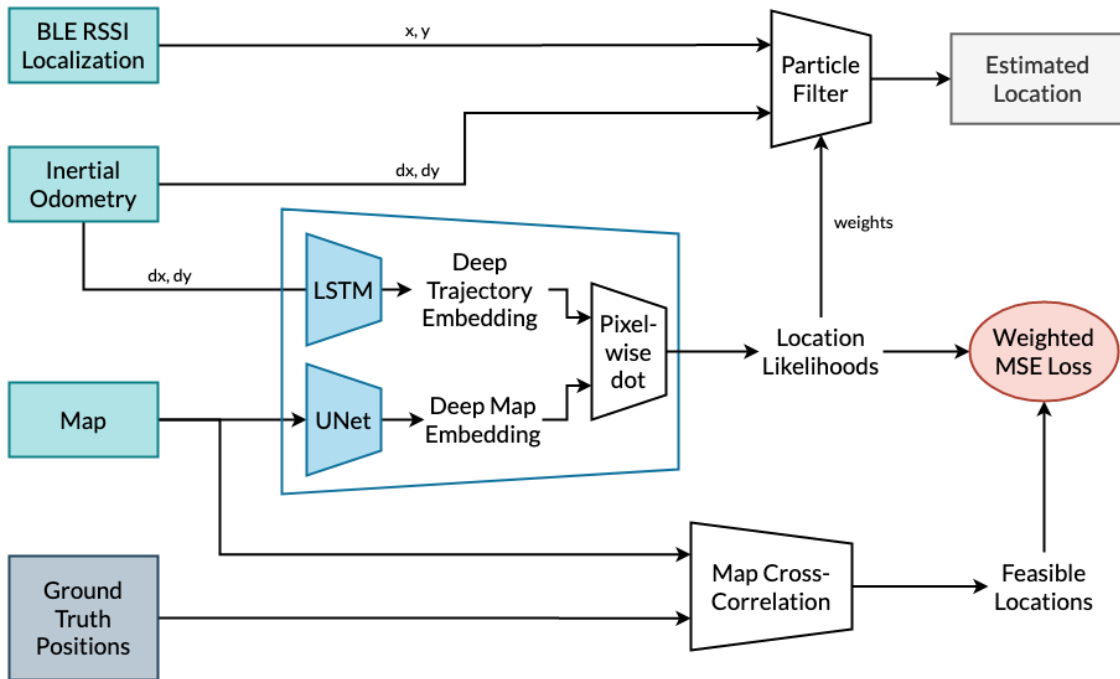 BLE RSSI
Localization
x, y
Particle
Filter
Estimated
Location
Inertial
Odometry
dx, dy
weights
dx, dy
LSTM
Deep
Trajectory
Embedding
Pixel-
wise
dot
Location
Likelihoods
Weighted
MSE Loss
Map
UNet
Deep Map
Embedding
Ground
Truth
Positions
Map Cross-
Correlation
Feasible
Locations